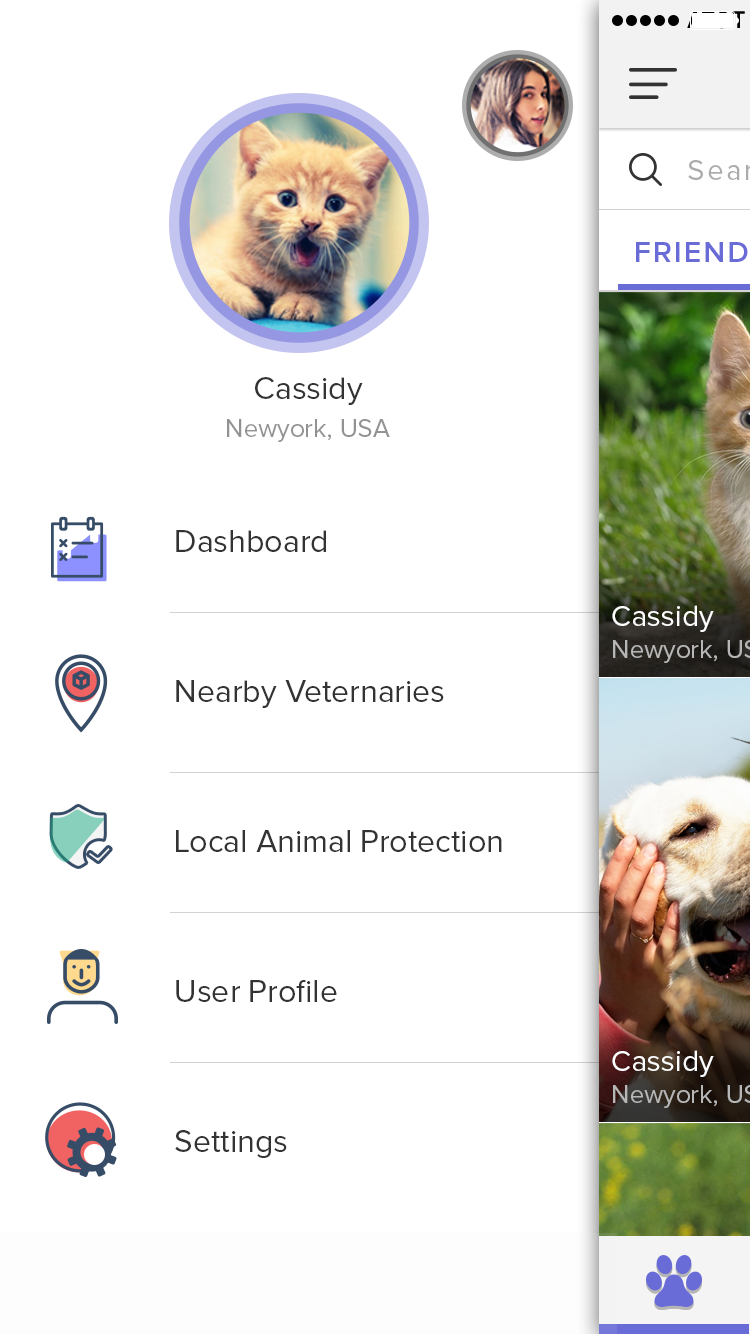 Cassidy
Newyork, USA
Dashboard
Nearby Veternaries
Local Animal Protection
User Profile
Settings
Sear
FRIEND
Cassidy
Newyork, US
Cassidy
Newyork, US